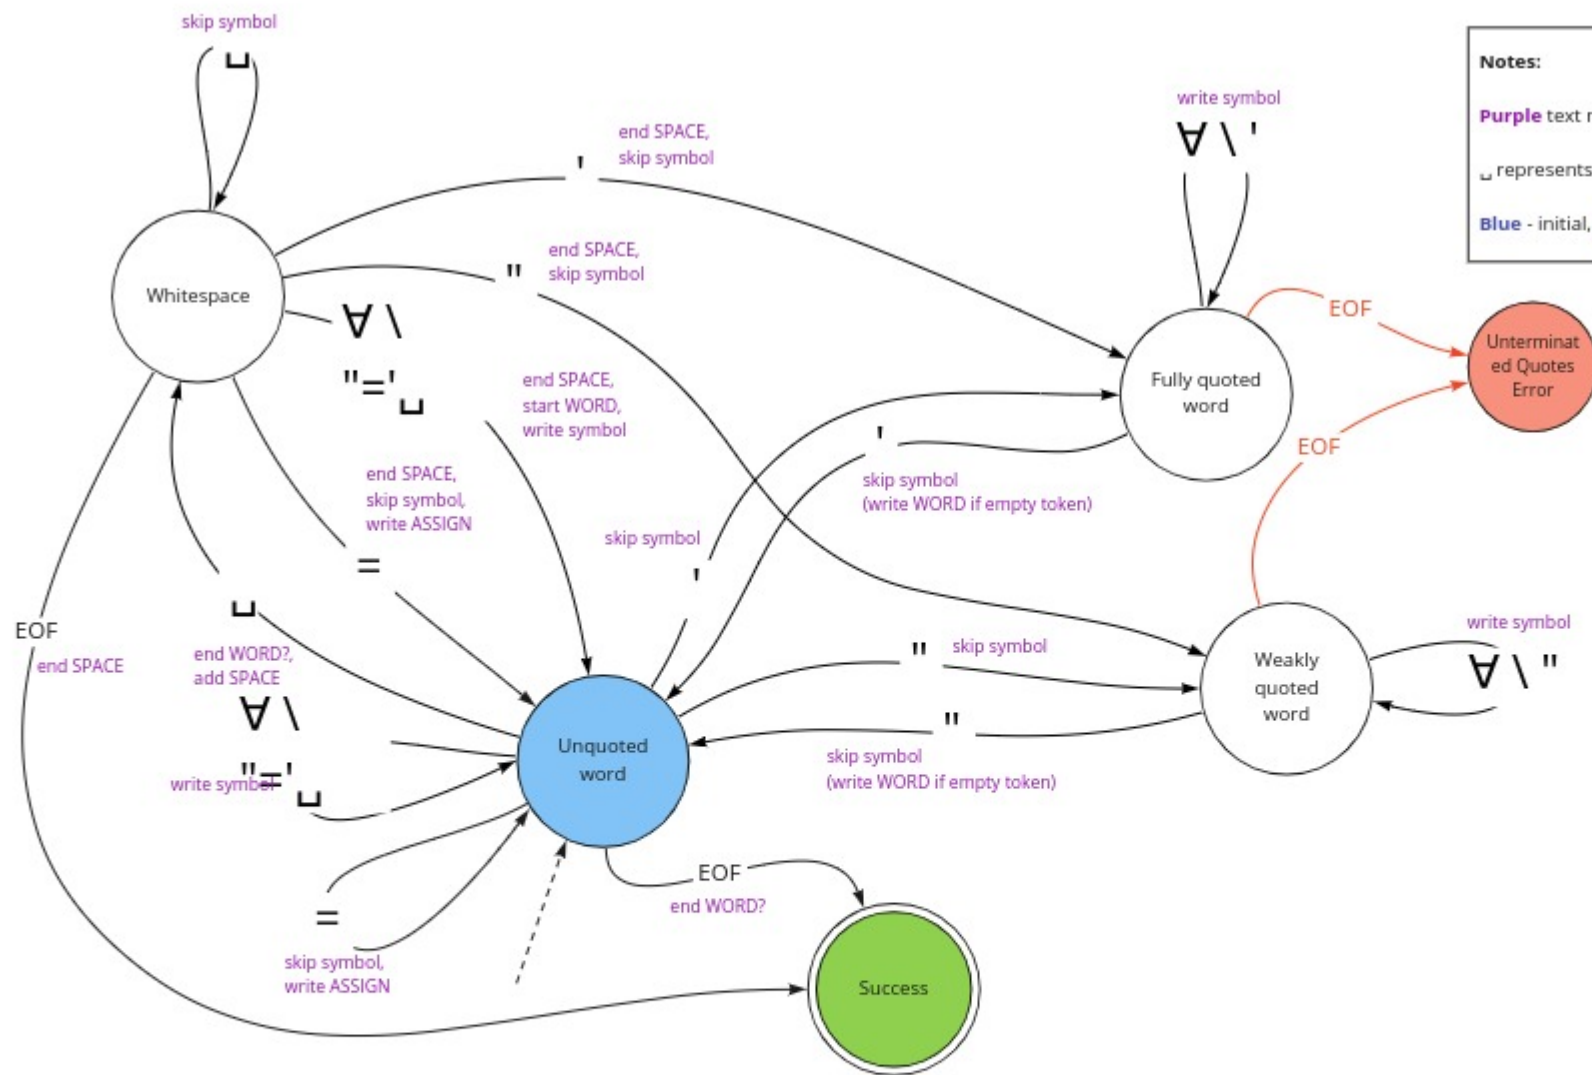 skip symbol
␣
Notes:
write symbol
∀ \ '
Purple text
end SPACE,
skip symbol
'
␣ represents
Blue - initial,
end SPACE,
skip symbol
"
Whitespace
∀ \
"='␣
EOF
Unterminat
ed Quotes
Error
Fully quoted
word
end SPACE,
start WORD,
write symbol
'
skip symbol
(write WORD if empty token)
EOF
end SPACE,
skip symbol,
write ASSIGN
=
skip symbol
'
␣
end WORD?,
add SPACE
EOF
end SPACE
"
skip symbol
Weakly
quoted
word
write symbol
∀ \ "
∀ \
"='␣
write symbol
Unquoted
word
"
skip symbol
(write WORD if empty token)
=
skip symbol,
write ASSIGN
EOF
end WORD?
Success